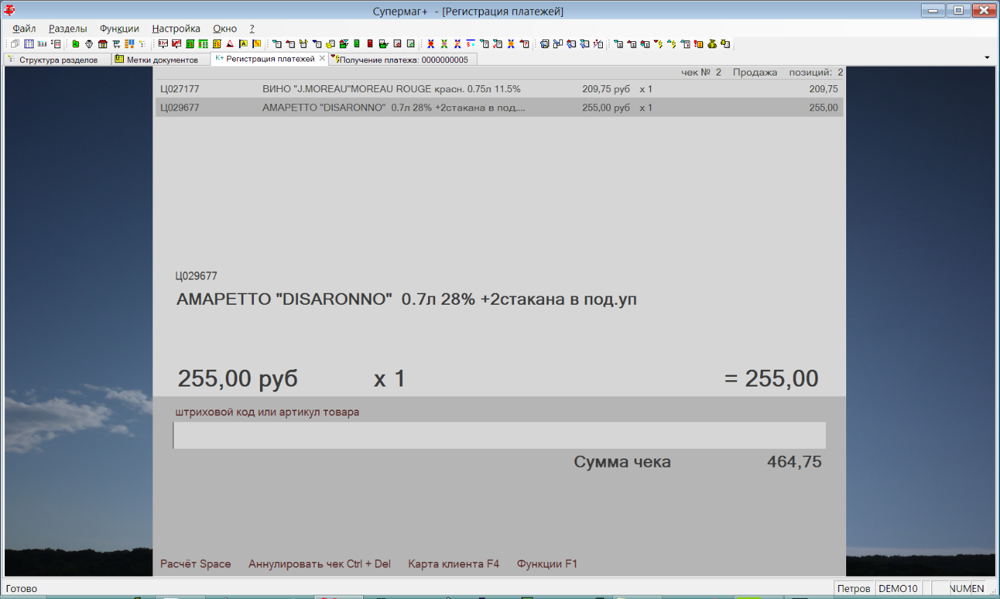 Супермаг+ - [Регистрация платежей]
Файл Разделы Функции Настройка Окно ?
Структура разделов Метки документов К+ Регистрация платежей Получение платежа: 0000000005
чек № 2 Продажа позиций: 2
Ц027177 ВИНО "J.MOREAU"MOREAU ROUGE красн. 0.75л 11.5% 209,75 руб x 1 209,75
Ц029677 АМАРЕТТО "DISARONNO" 0.7л 28% +2стакана в под.... 255,00 руб x 1 255,00
Ц029677
АМАРЕТТО "DISARONNO" 0.7л 28% +2стакана в под.уп
255,00 руб x 1 = 255,00
штриховой код или артикул товара
Сумма чека 464,75
Расчёт Space Аннулировать чек Ctrl + Del Карта клиента F4 Функции F1
Готово Петров DEMO10 NUM EN